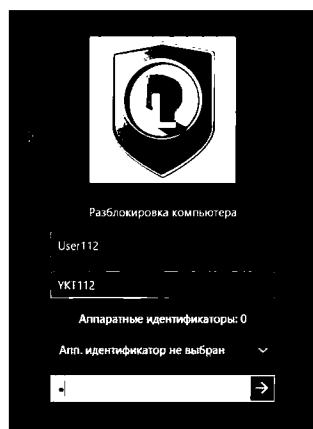 Разблокировка компьютера
User112
YKT112
Аппаратные идентификаторы: 0
Апп. идентификатор не выбран